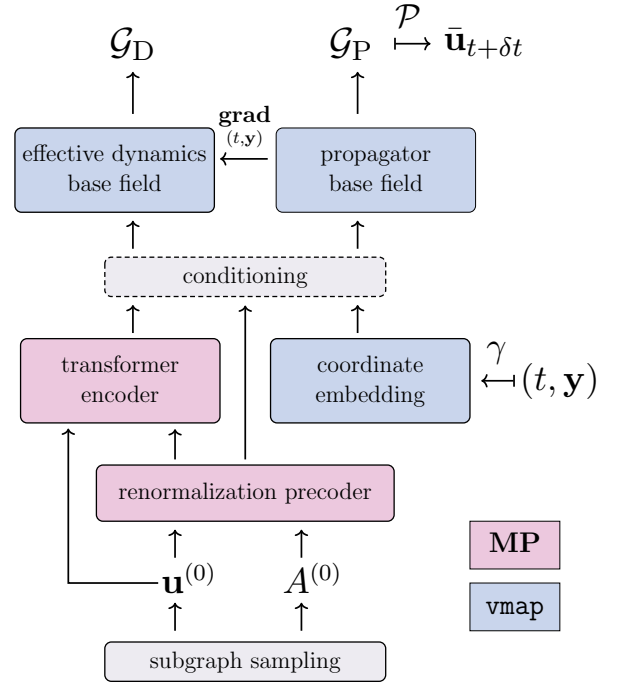 𝒢_D 𝒢_P 𝒫 ū_{t+δt}
grad
(t,y)
effective dynamics
base field
propagator
base field
conditioning
transformer
encoder
coordinate
embedding
γ
(t, y)
renormalization precoder
u^{(0)} A^{(0)}
MP
vmap
subgraph sampling